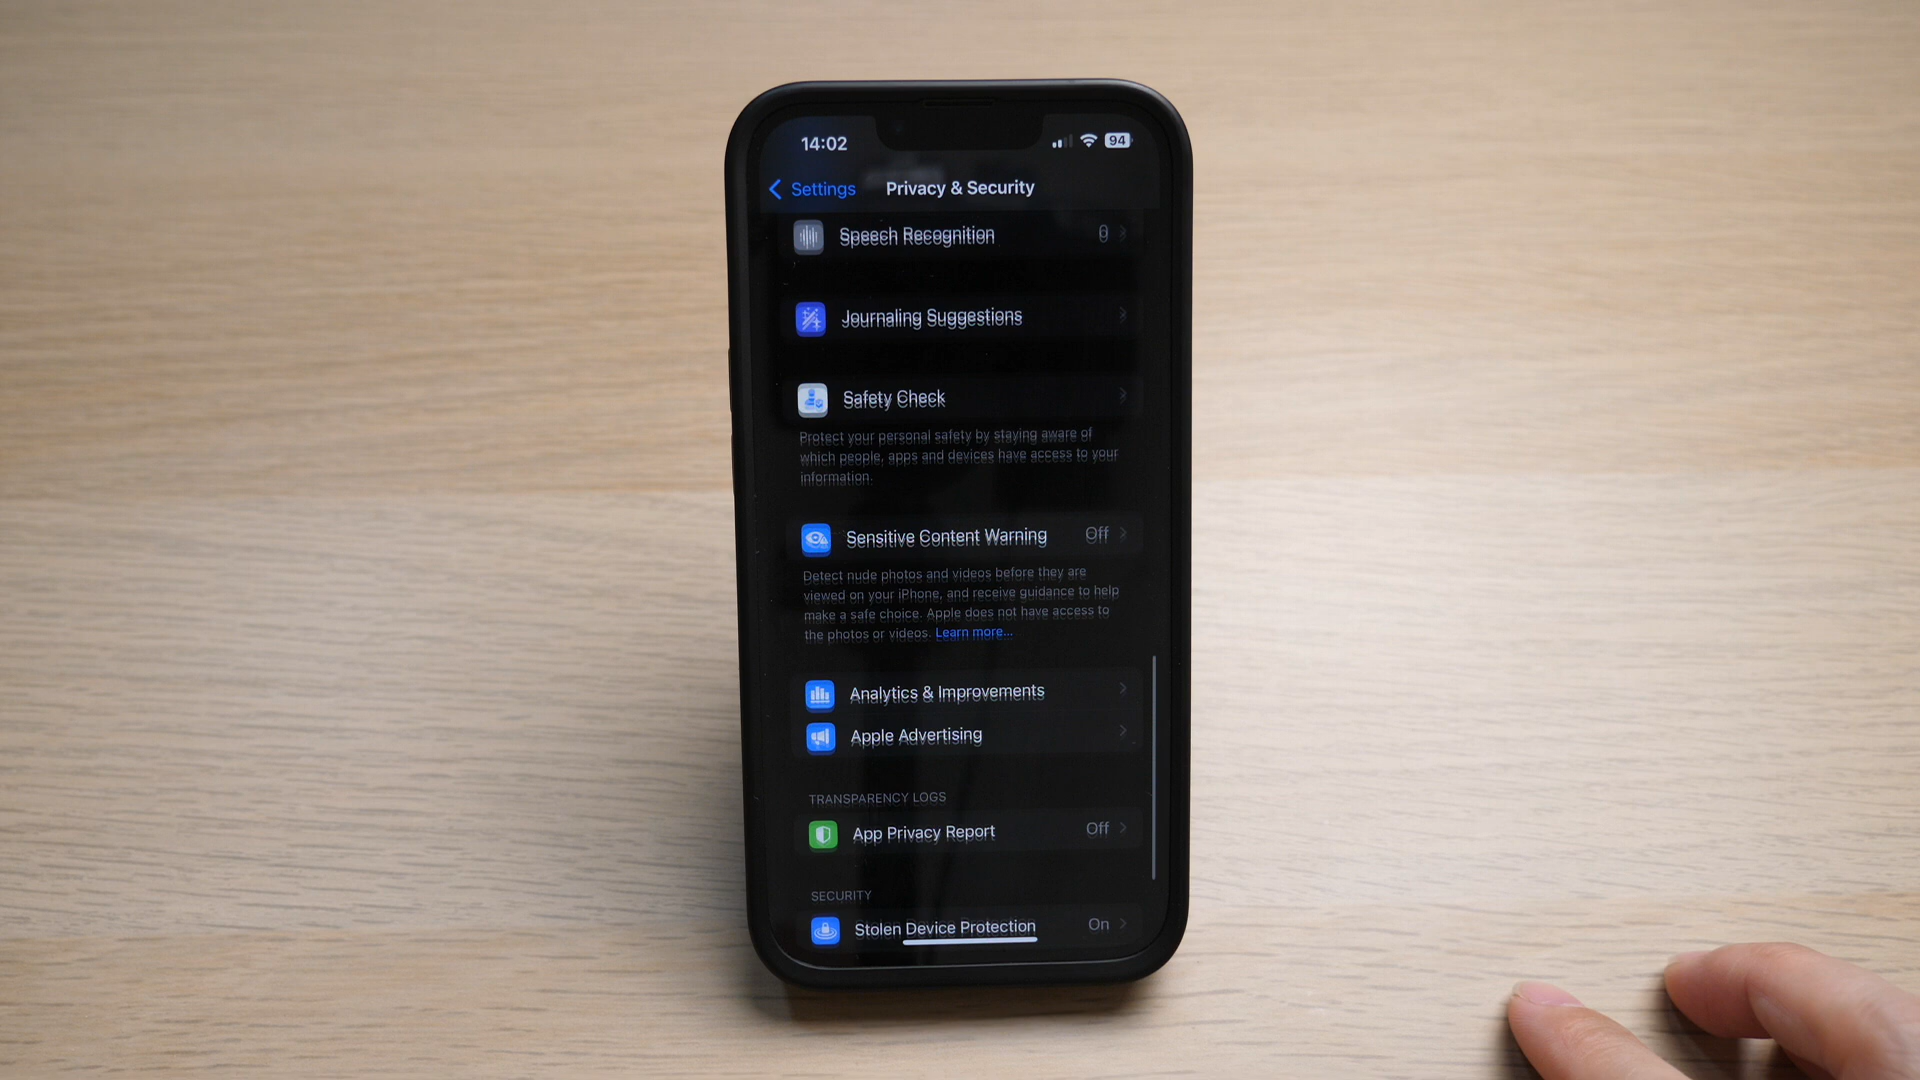 14:02
94
Settings
Privacy & Security
Speech Recognition
Journaling Suggestions
Safety Check
Protect your personal safety by staying aware of
which people, apps and devices have access to your
information.
Sensitive Content Warning Off
Detect nude photos and videos before they are
viewed on your iPhone, and receive guidance to help
make a safe choice. Apple does not have access to
the photos or videos. Learn more...
Analytics & Improvements
Apple Advertising
TRANSPARENCY LOGS
App Privacy Report Off
SECURITY
Stolen Device Protection On